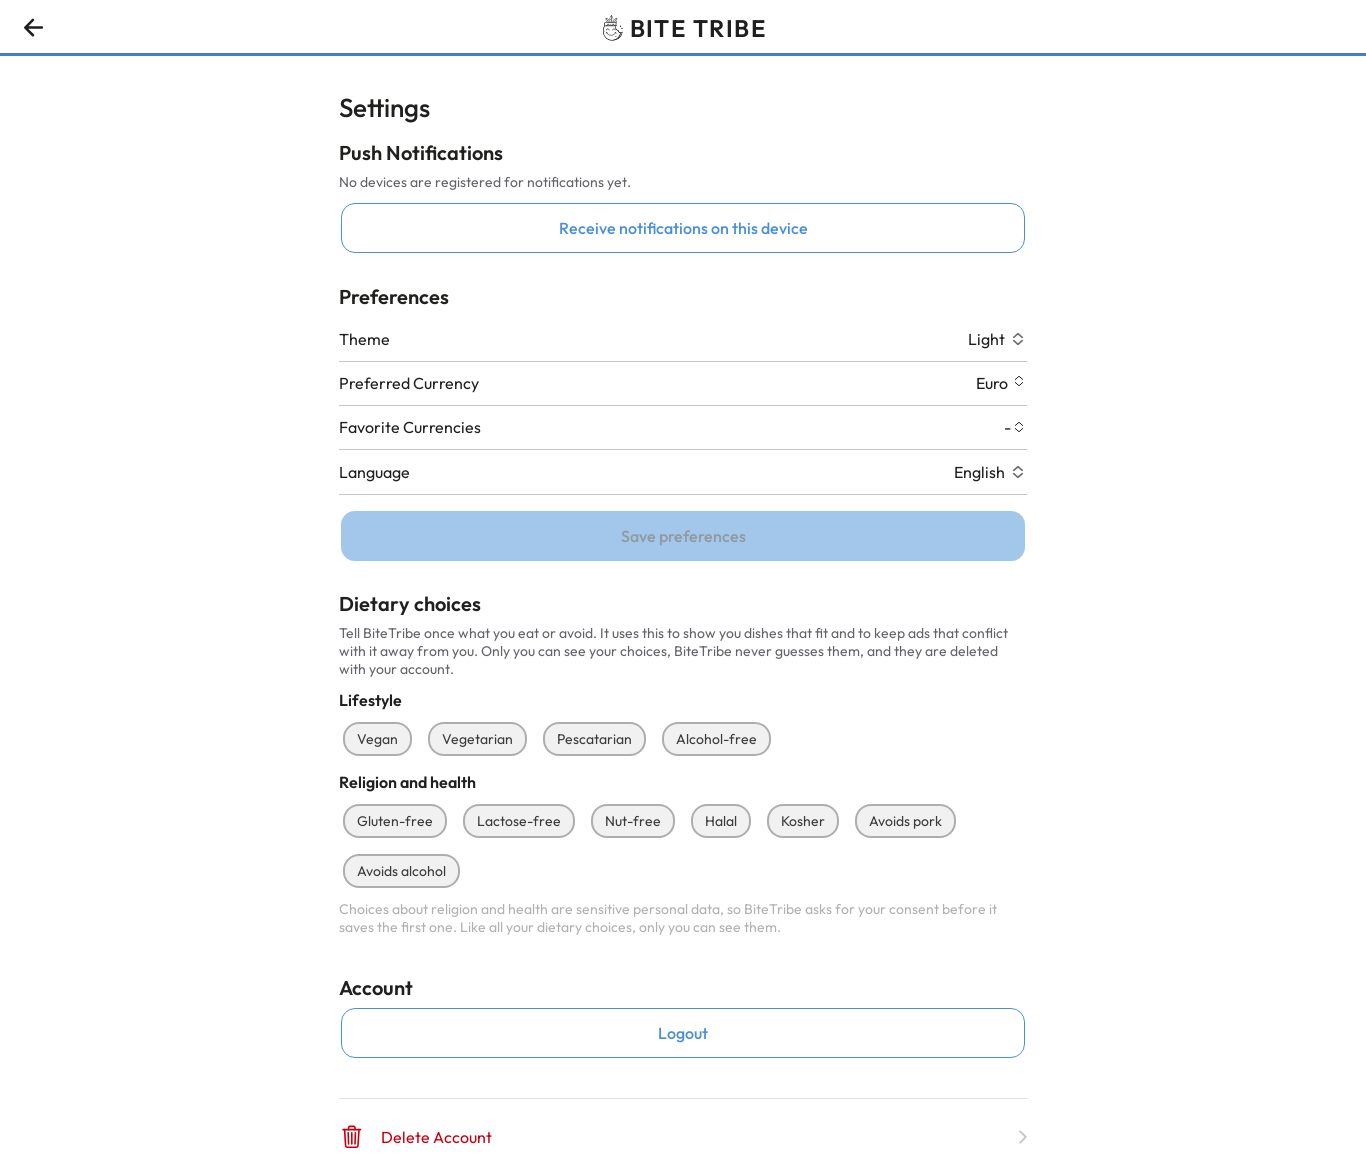 BITE TRIBE
Settings
Push Notifications
No devices are registered for notifications yet.
Receive notifications on this device
Preferences
Theme
Light
Preferred Currency
Euro
Favorite Currencies
-
Language
English
Save preferences
Dietary choices
Tell BiteTribe once what you eat or avoid. It uses this to show you dishes that fit and to keep ads that conflict
with it away from you. Only you can see your choices, BiteTribe never guesses them, and they are deleted
with your account.
Lifestyle
Vegan
Vegetarian
Pescatarian
Alcohol-free
Religion and health
Gluten-free
Lactose-free
Nut-free
Halal
Kosher
Avoids pork
Avoids alcohol
Choices about religion and health are sensitive personal data, so BiteTribe asks for your consent before it
saves the first one. Like all your dietary choices, only you can see them.
Account
Logout
Delete Account